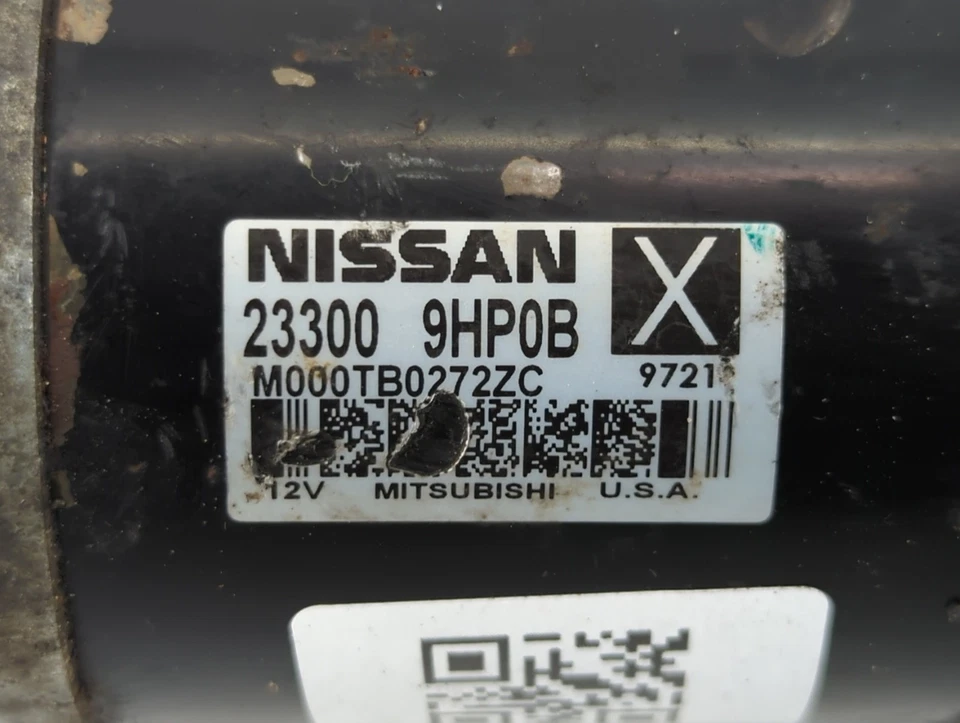 NISSAN X
23300 9HP0B
M000TB0272ZC 9721
12V MITSUBISHI U.S.A.